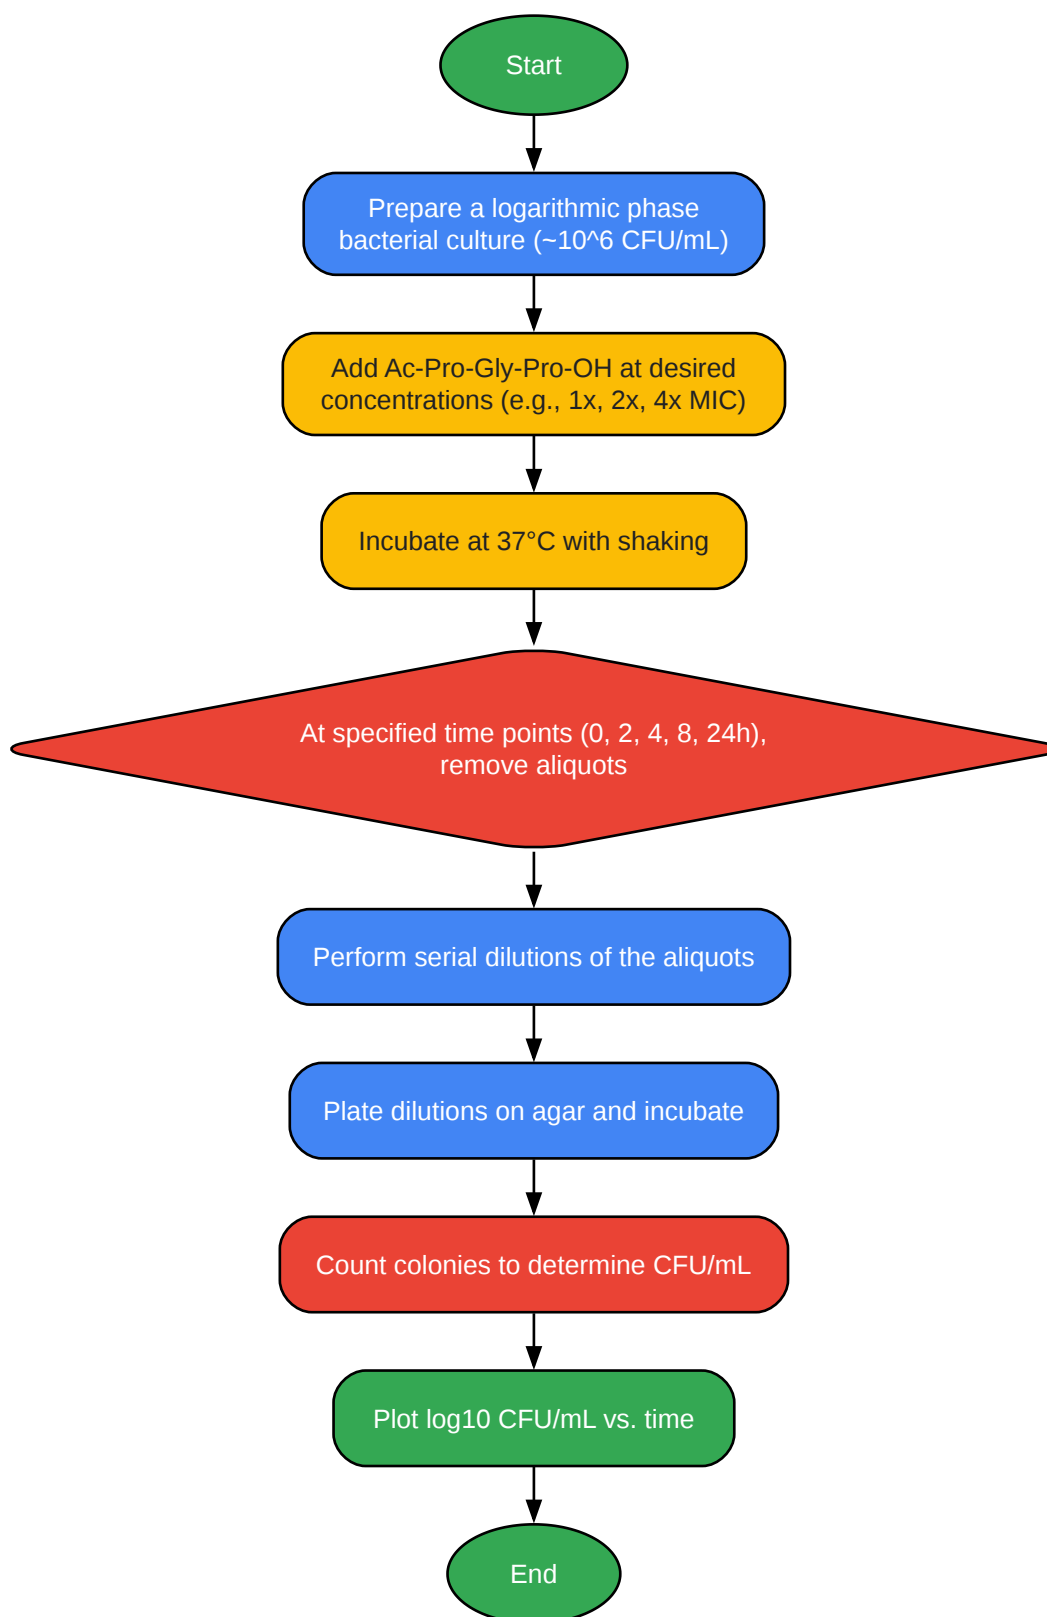 Start
Prepare a logarithmic phase
bacterial culture (~10^6 CFU/mL)
Add Ac-Pro-Gly-Pro-OH at desired
concentrations (e.g., 1x, 2x, 4x MIC)
Incubate at 37°C with shaking
At specified time points (0, 2, 4, 8, 24h),
remove aliquots
Perform serial dilutions of the aliquots
Plate dilutions on agar and incubate
Count colonies to determine CFU/mL
Plot log10 CFU/mL vs. time
End